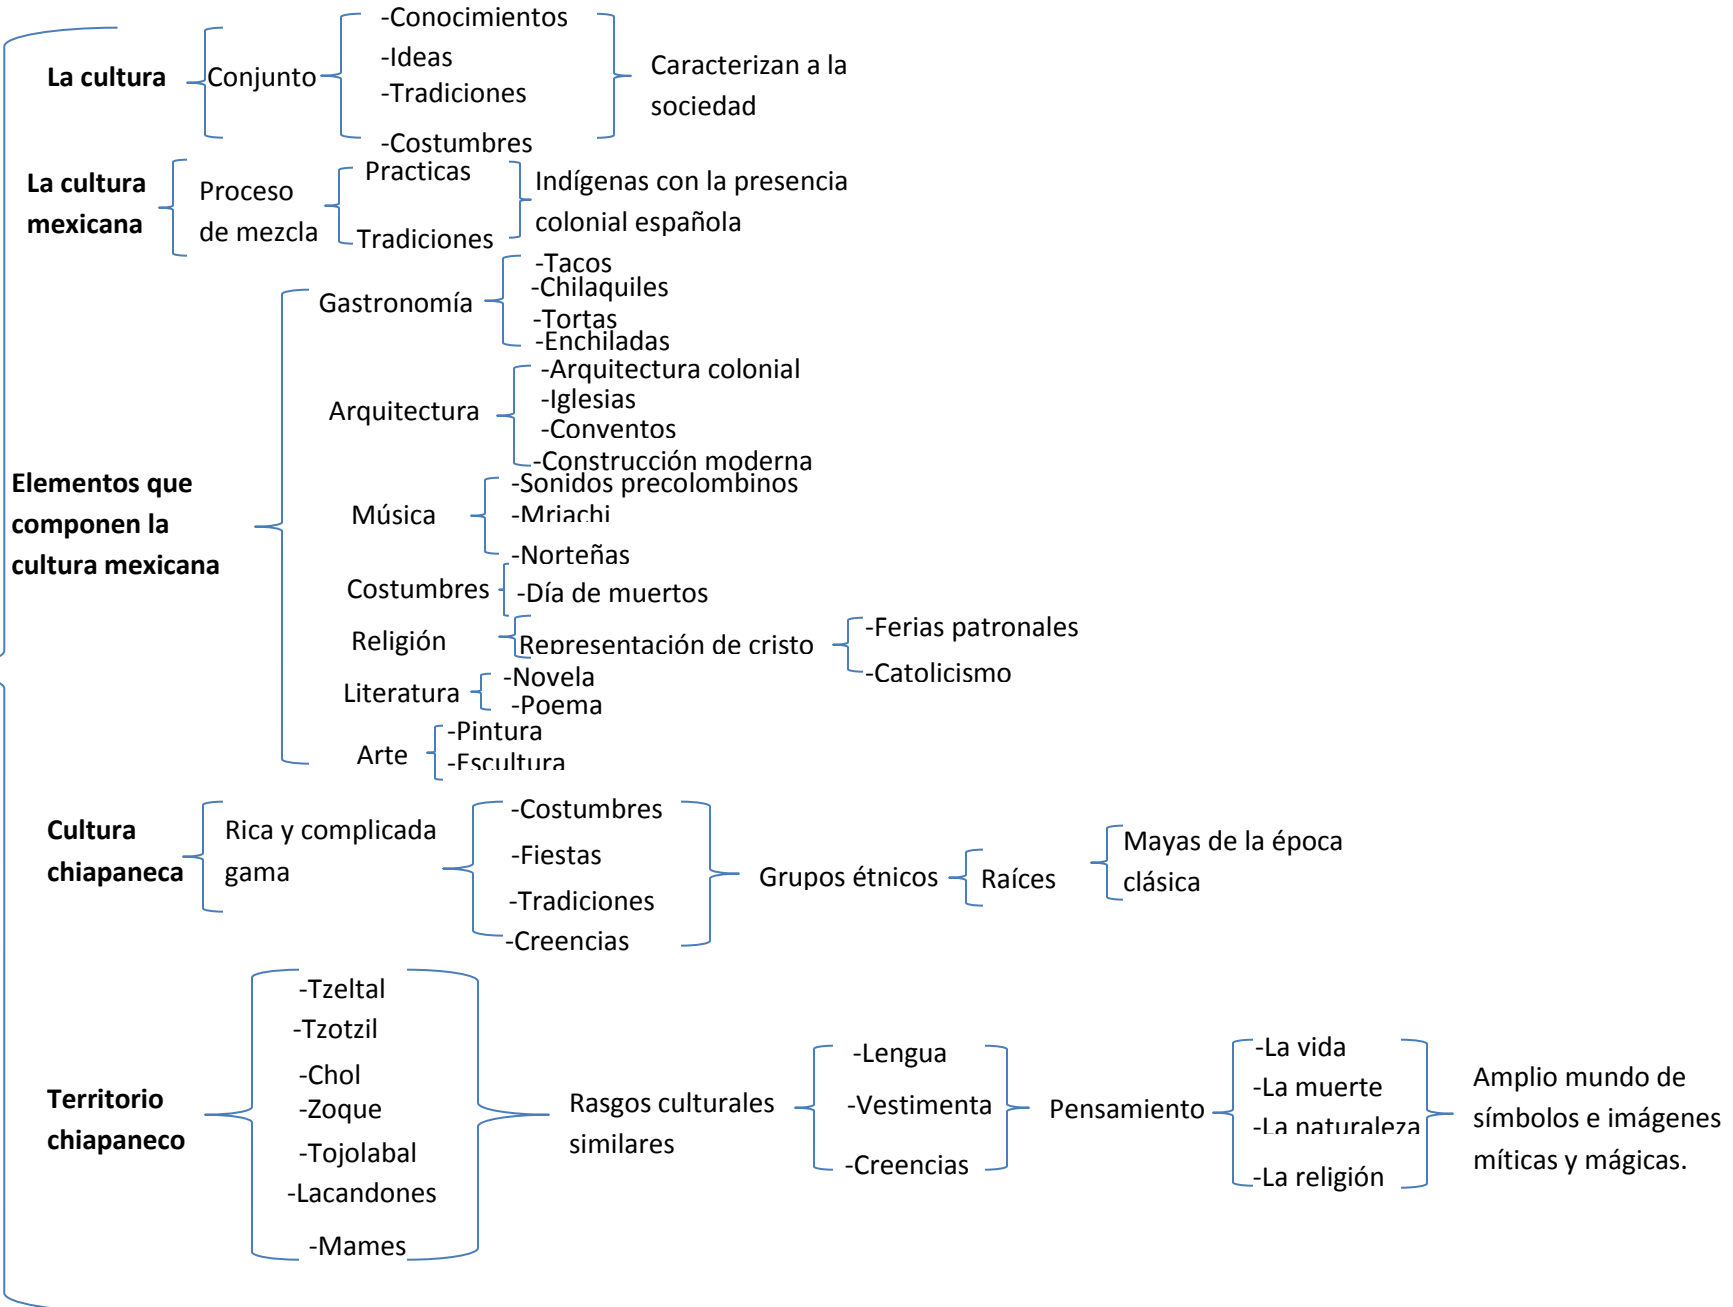 La cultura
Conjunto
-Conocimientos
-Ideas
-Tradiciones
-Costumbres
Caracterizan a la
sociedad
La cultura
mexicana
Proceso
de mezcla
Practicas
Tradiciones
Indígenas con la presencia
colonial española
Elementos que
componen la
cultura mexicana
Gastronomía
-Tacos
-Chilaquiles
-Tortas
-Enchiladas
Arquitectura
-Arquitectura colonial
-Iglesias
-Conventos
-Construcción moderna
Música
-Sonidos precolombinos
-Mriachi
-Norteñas
Costumbres
-Día de muertos
Religión
Representación de cristo
-Ferias patronales
-Catolicismo
Literatura
-Novela
-Poema
Arte
-Pintura
-Escultura
Cultura
chiapaneca
Rica y complicada
gama
-Costumbres
-Fiestas
-Tradiciones
-Creencias
Grupos étnicos
Raíces
Mayas de la época
clásica
Territorio
chiapaneco
-Tzeltal
-Tzotzil
-Chol
-Zoque
-Tojolabal
-Lacandones
-Mames
Rasgos culturales
similares
-Lengua
-Vestimenta
-Creencias
Pensamiento
-La vida
-La muerte
-La naturaleza
-La religión
Amplio mundo de
símbolos e imágenes
míticas y mágicas.